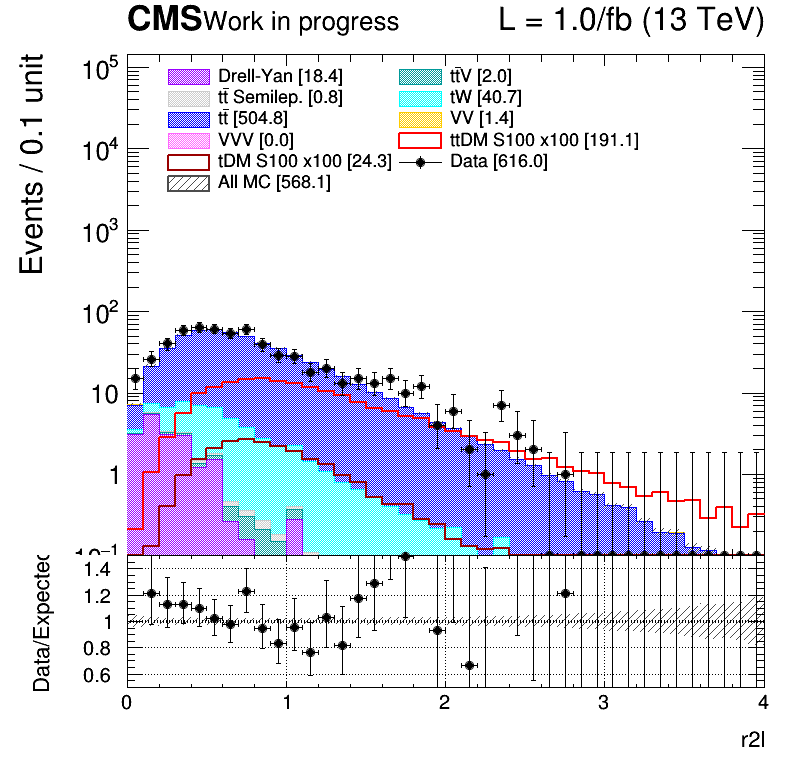 CMS Work in progress L = 1.0/fb (13 TeV)
Events / 0.1 unit
10⁵
10⁴
10³
10²
10
1
10⁻¹
Drell-Yan [18.4]
tt̄V [2.0]
tt̄ Semilep. [0.8]
tW [40.7]
tt̄ [504.8]
VV [1.4]
VVV [0.0]
ttDM S100 x100 [191.1]
tDM S100 x100 [24.3]
Data [616.0]
All MC [568.1]
Data/Expected
1.4
1.2
1
0.8
0.6
0 1 2 3 4
r2l